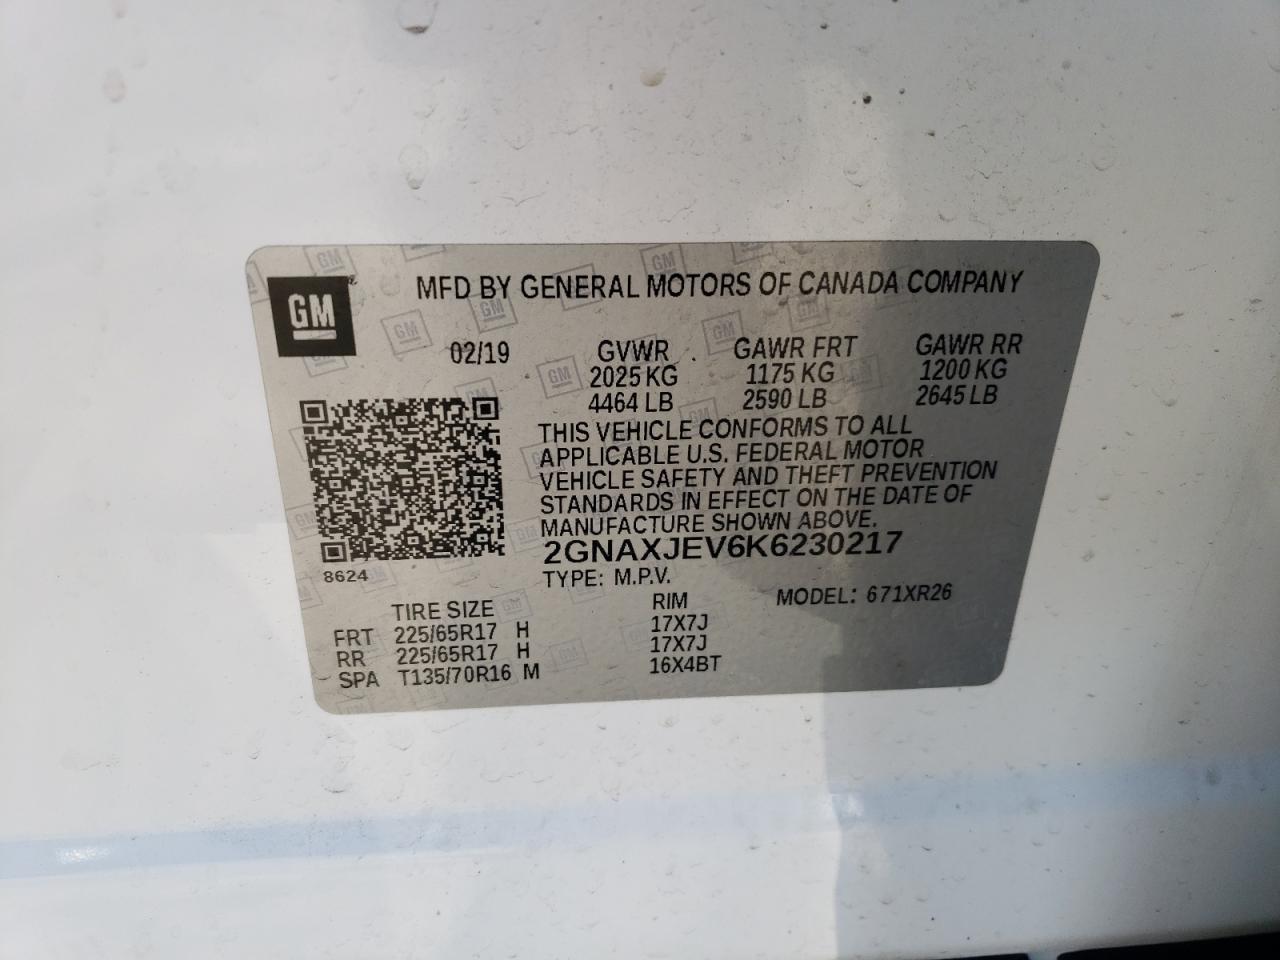 GM
MFD BY GENERAL MOTORS OF CANADA COMPANY
02/19 GVWR GAWR FRT GAWR RR
2025 KG 1175 KG 1200 KG
4464 LB 2590 LB 2645 LB
THIS VEHICLE CONFORMS TO ALL
APPLICABLE U.S. FEDERAL MOTOR
VEHICLE SAFETY AND THEFT PREVENTION
STANDARDS IN EFFECT ON THE DATE OF
MANUFACTURE SHOWN ABOVE.
2GNAXJEV6K6230217
8624
TYPE: M.P.V. MODEL: 671XR26
TIRE SIZE RIM
FRT 225/65R17 H 17X7J
RR 225/65R17 H 17X7J
SPA T135/70R16 M 16X4BT